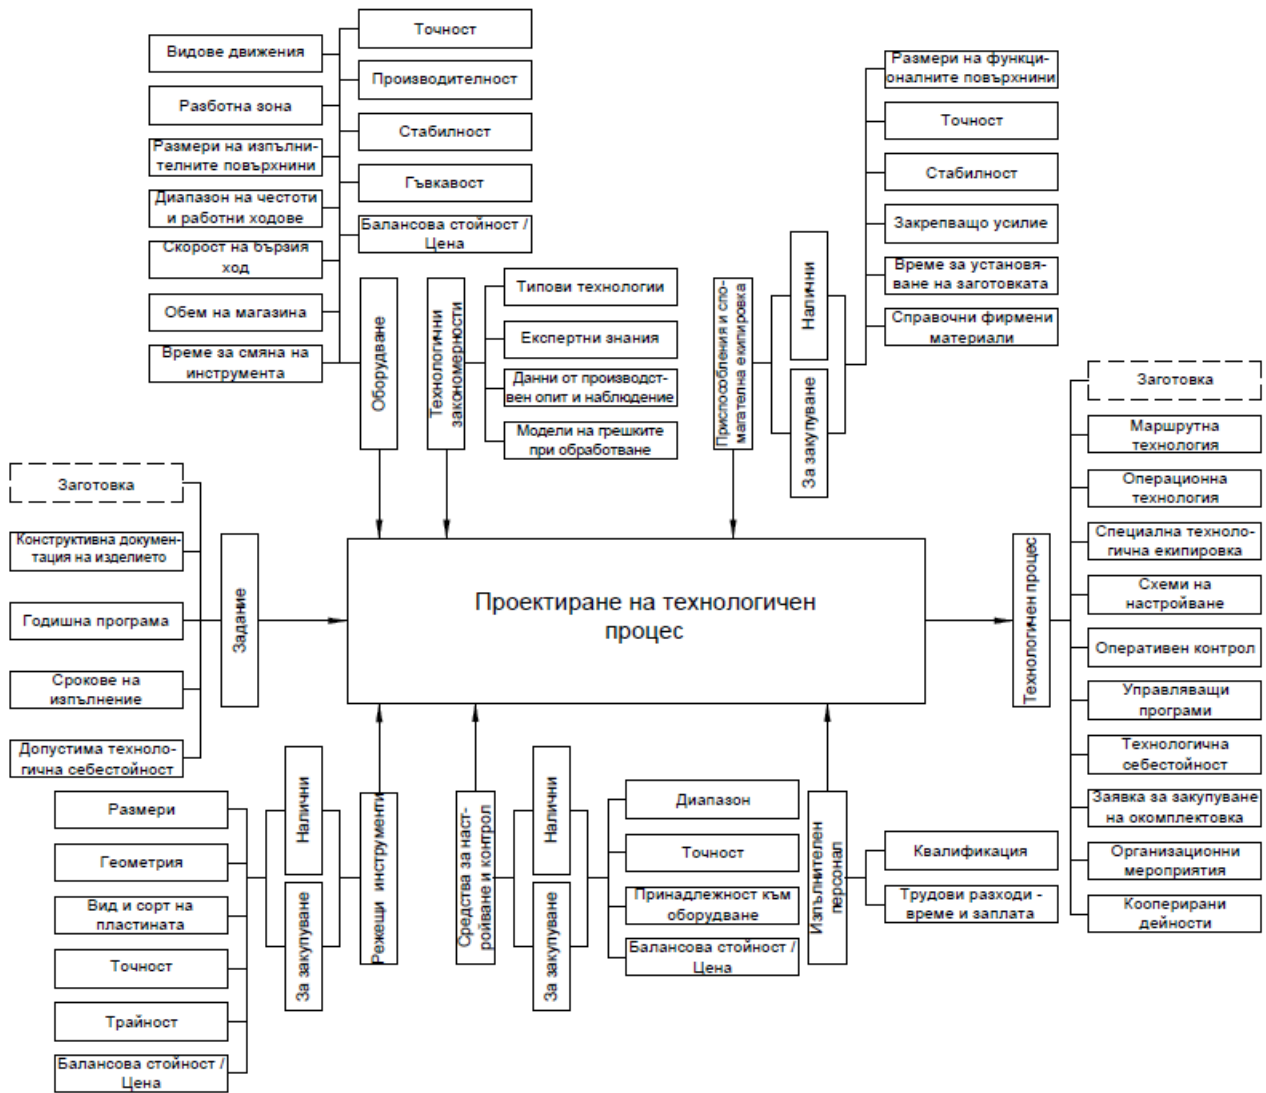 Точност
Видове движения
Производителност
Разботна зона
Стабилност
Размери на изпълни-
телните повърхнини
Гъвкавост
Диапазон на честоти
и работни ходове
Балансова стойност /
Цена
Скорост на бързия
ход
Обем на магазина
Време за смяна на
инструмента
Оборудване
Технологични
закономерности
Типови технологии
Експертни знания
Данни от производст-
вен опит и наблюдение
Модели на грешките
при обработване
Приспособления и спо-
магателна екипировка
Налични
За закупуване
Размери на функци-
оналните повърхнини
Точност
Стабилност
Закрепващо усилие
Време за установя-
ване на заготовката
Справочни фирмени
материали
Заготовка
Конструктивна докумен-
тация на изделието
Годишна програма
Срокове на
изпълнение
Допустима техноло-
гична себестойност
Задание
Проектиране на технологичен
процес
Технологичен процес
Заготовка
Маршрутна
технология
Операционна
технология
Специална техноло-
гична екипировка
Схеми на
настройване
Оперативен контрол
Управляващи
програми
Технологична
себестойност
Заявка за закупуване
на окомплектовка
Организационни
мероприятия
Кооперирани
дейности
Размери
Геометрия
Вид и сорт на
пластината
Точност
Трайност
Балансова стойност /
Цена
Налични
За закупуване
Режещи инструменти
Средства за наст-
ройване и контрол
Налични
За закупуване
Диапазон
Точност
Принадлежност към
оборудване
Балансова стойност /
Цена
Изпълнителен
персонал
Квалификация
Трудови разходи -
време и заплата